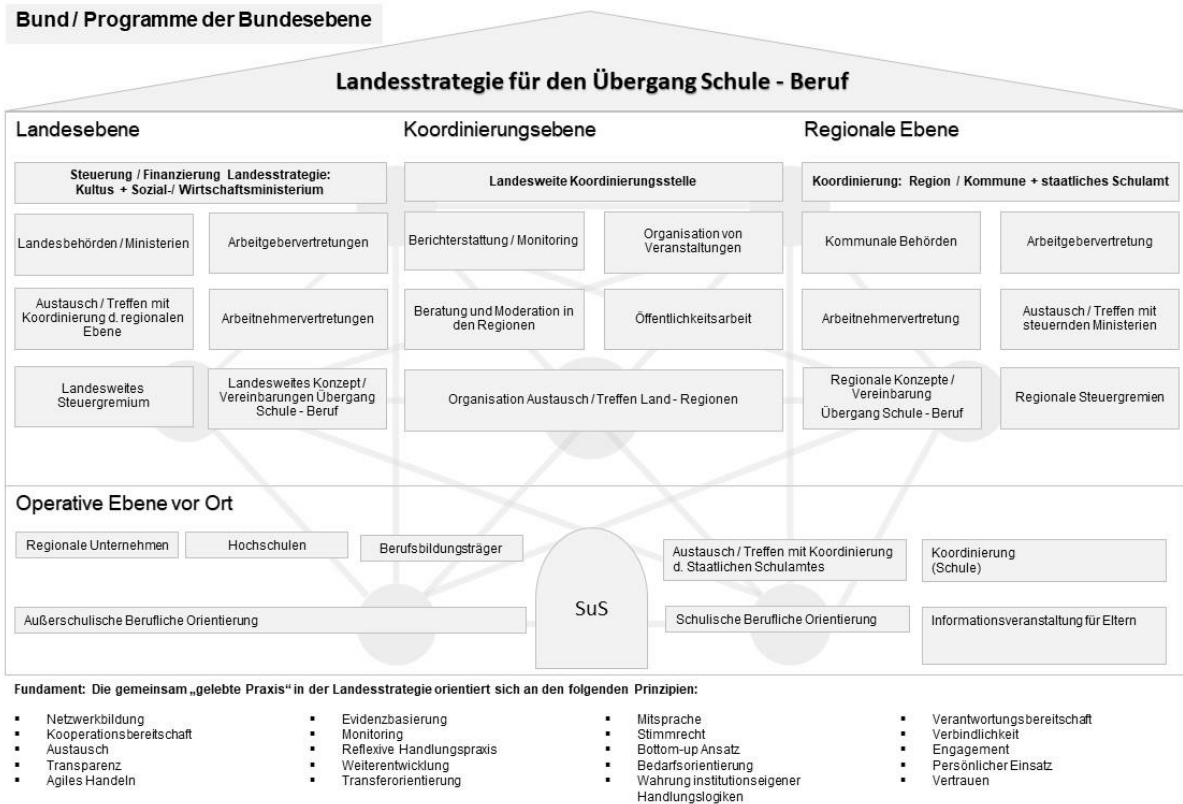 Bund / Programme der Bundesebene
Landesstrategie für den Übergang Schule - Beruf
Landesebene
Steuerung / Finanzierung Landesstrategie:
Kultus + Sozial-/ Wirtschaftsministerium
Landesbehörden / Ministerien
Arbeitgebervertretungen
Austausch / Treffen mit
Koordinierung d. regionalen
Ebene
Arbeitnehmervertretungen
Landesweites
Steuergremium
Landesweites Konzept /
Vereinbarungen Übergang
Schule - Beruf
Koordinierungsebene
Landesweite Koordinierungsstelle
Berichterstattung / Monitoring
Organisation von
Veranstaltungen
Beratung und Moderation in
den Regionen
Öffentlichkeitsarbeit
Organisation Austausch / Treffen Land - Regionen
Regionale Ebene
Koordinierung: Region / Kommune + staatliches Schulamt
Kommunale Behörden
Arbeitgebervertretung
Arbeitnehmervertretung
Austausch / Treffen mit
steuernden Ministerien
Regionale Konzepte /
Vereinbarung
Übergang Schule - Beruf
Regionale Steuergremien
Operative Ebene vor Ort
Regionale Unternehmen
Hochschulen
Berufsbildungsträger
Außerschulische Berufliche Orientierung
SuS
Austausch / Treffen mit Koordinierung
d. Staatlichen Schulamtes
Koordinierung
(Schule)
Schulische Berufliche Orientierung
Informationsveranstaltung für Eltern
Fundament: Die gemeinsam „gelebte Praxis“ in der Landesstrategie orientiert sich an den folgenden Prinzipien:
▪ Netzwerkbildung
▪ Kooperationsbereitschaft
▪ Austausch
▪ Transparenz
▪ Agiles Handeln
▪ Evidenzbasierung
▪ Monitoring
▪ Reflexive Handlungspraxis
▪ Weiterentwicklung
▪ Transferorientierung
▪ Mitsprache
▪ Stimmrecht
▪ Bottom-up Ansatz
▪ Bedarfsorientierung
▪ Wahrung institutionseigener
Handlungslogiken
▪ Verantwortungsbereitschaft
▪ Verbindlichkeit
▪ Engagement
▪ Persönlicher Einsatz
▪ Vertrauen